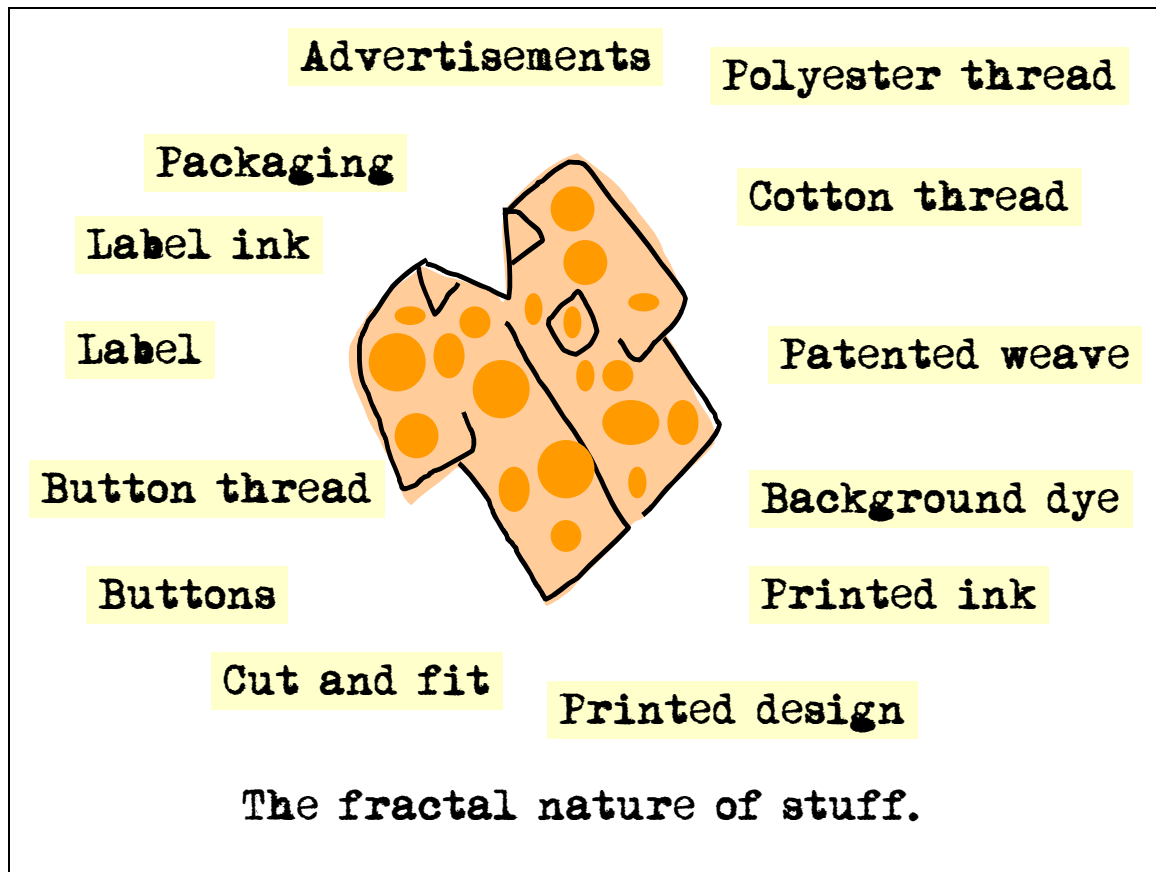 Advertisements
Polyester thread
Packaging
Cotton thread
Label ink
Label
Patented weave
Button thread
Background dye
Buttons
Printed ink
Cut and fit
Printed design
The fractal nature of stuff.